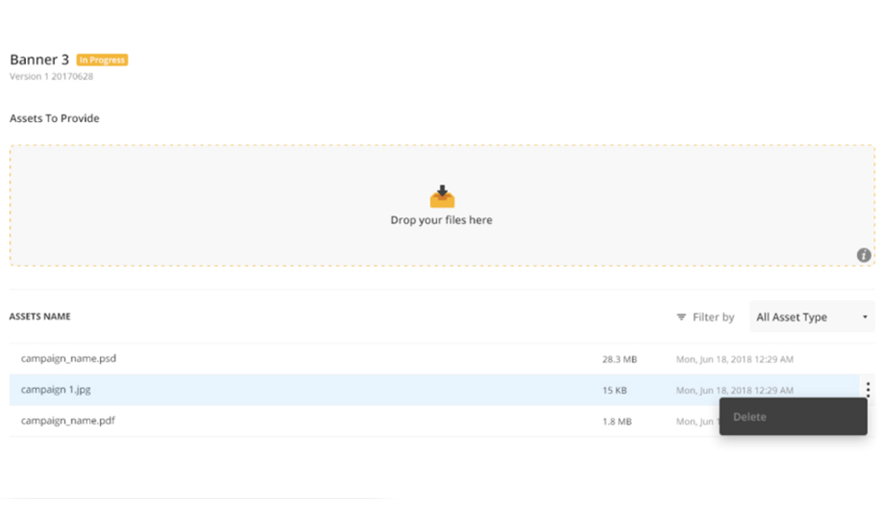 Banner 3 In Progress
Version 1 20170628
Assets To Provide
Drop your files here
i
ASSETS NAME Filter by All Asset Type
campaign_name.psd 28.3 MB Mon, Jun 18, 2018 12:29 AM
campaign 1.jpg 15 KB Mon, Jun 18, 2018 12:29 AM
campaign_name.pdf 1.8 MB Mon, Jun
Delete